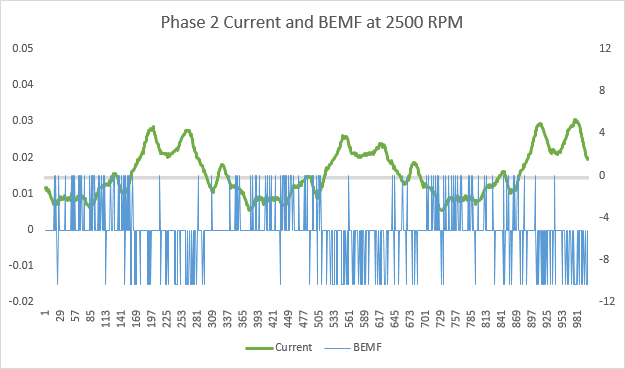 Phase 2 Current and BEMF at 2500 RPM
0.05 12
0.04 8
0.03 4
0.02 0
0.01 -4
0 -8
-0.01 -12
-0.02
1 29 57 85 113 141 169 197 225 253 281 309 337 365 393 421 449 477 505 533 561 589 617 645 673 701 729 757 785 813 841 869 897 925 953 981
Current BEMF